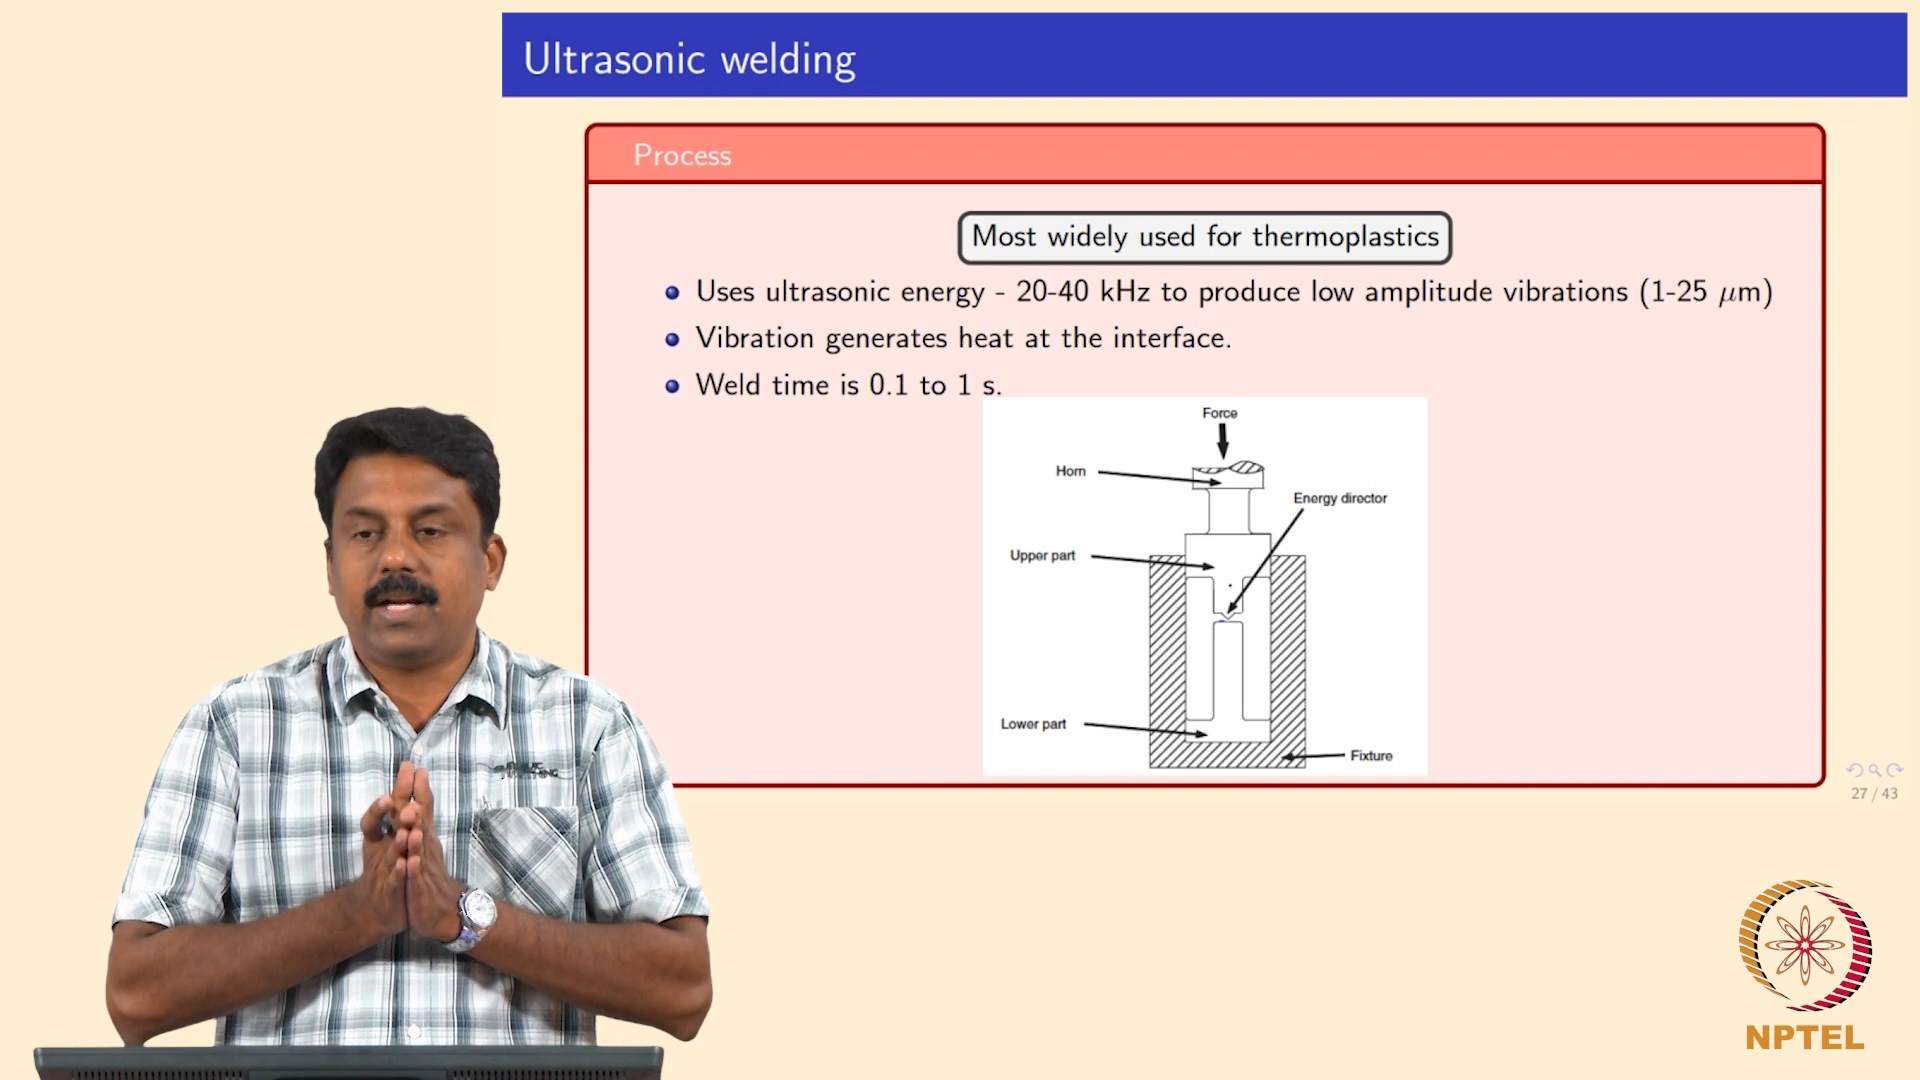 Ultrasonic welding
Process
Most widely used for thermoplastics
Uses ultrasonic energy - 20-40 kHz to produce low amplitude vibrations (1-25 μm)
Vibration generates heat at the interface.
Weld time is 0.1 to 1 s.
Force
Horn
Energy director
Upper part
Lower part
Fixture
27 / 43
NPTEL